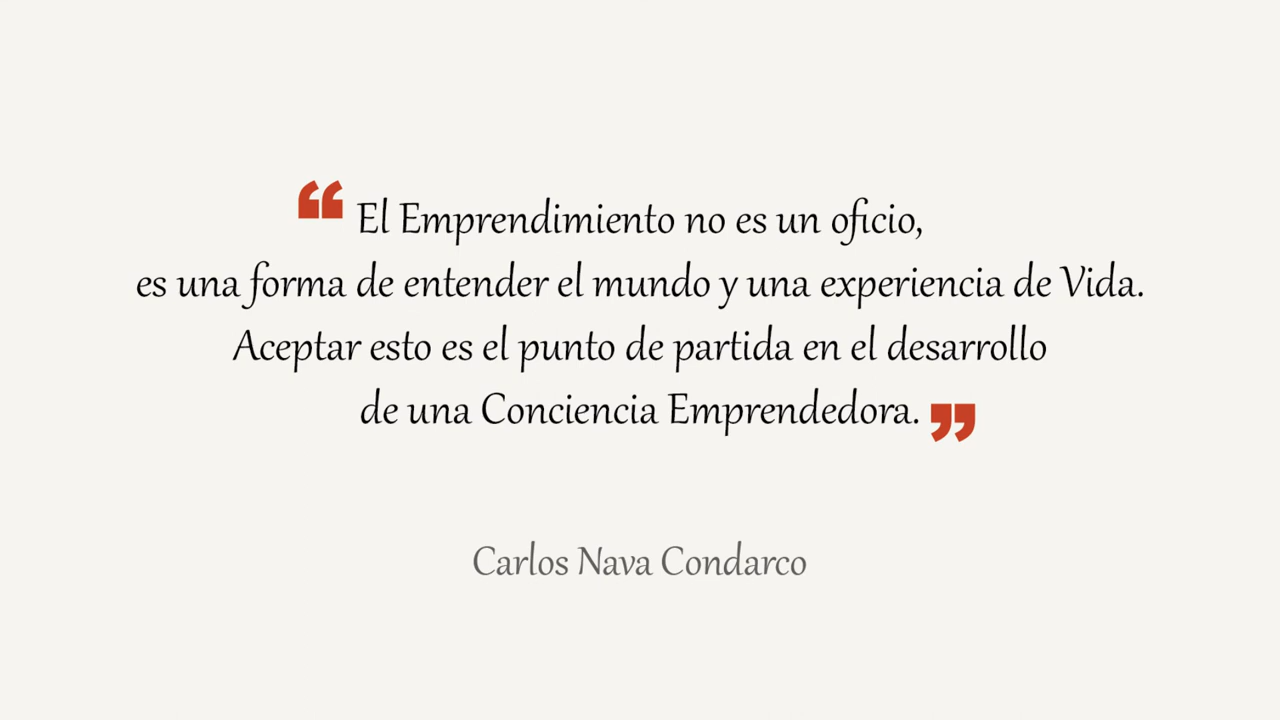 “ El Emprendimiento no es un oficio,
es una forma de entender el mundo y una experiencia de Vida.
Aceptar esto es el punto de partida en el desarrollo
de una Conciencia Emprendedora. ”
Carlos Nava Condarco